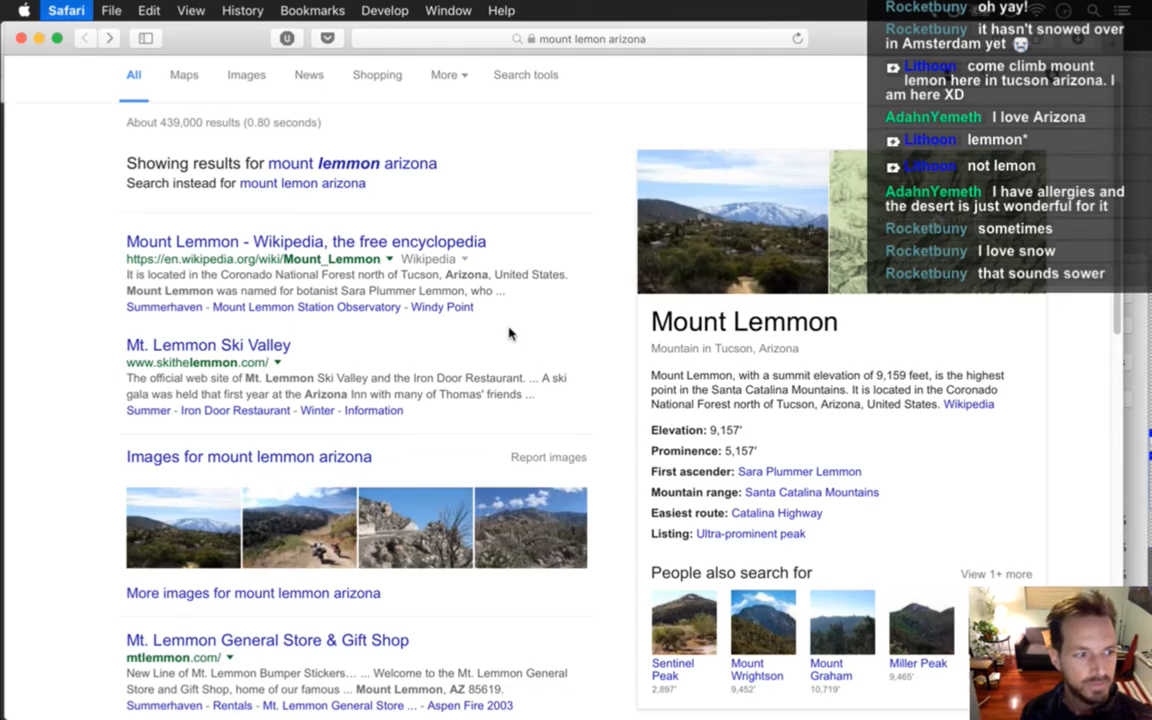 Safari File Edit View History Bookmarks Develop Window Help
mount lemon arizona
All Maps Images News Shopping More Search tools
About 439,000 results (0.80 seconds)
Showing results for mount lemmon arizona
Search instead for mount lemon arizona
Mount Lemmon - Wikipedia, the free encyclopedia
https://en.wikipedia.org/wiki/Mount_Lemmon Wikipedia
It is located in the Coronado National Forest north of Tucson, Arizona, United States.
Mount Lemmon was named for botanist Sara Plummer Lemmon, who ...
Summerhaven - Mount Lemmon Station Observatory - Windy Point
Mt. Lemmon Ski Valley
www.skithelemmon.com/
The official web site of Mt. Lemmon Ski Valley and the Iron Door Restaurant. ... A ski
gala was held that first year at the Arizona Inn with many of Thomas' friends ...
Summer - Iron Door Restaurant - Winter - Information
Images for mount lemmon arizona
Report images
More images for mount lemmon arizona
Mt. Lemmon General Store & Gift Shop
mtlemmon.com/
New Line of Mt. Lemmon Bumper Stickers... ... Welcome to the Mt. Lemmon General
Store and Gift Shop, home of our famous ... Mount Lemmon, AZ 85619.
Summerhaven - Rentals - Mt. Lemmon General Store ... - Aspen Fire 2003
Mount Lemmon
Mountain in Tucson, Arizona
Mount Lemmon, with a summit elevation of 9,159 feet, is the highest
point in the Santa Catalina Mountains. It is located in the Coronado
National Forest north of Tucson, Arizona, United States. Wikipedia
Elevation: 9,157′
Prominence: 5,157′
First ascender: Sara Plummer Lemmon
Mountain range: Santa Catalina Mountains
Easiest route: Catalina Highway
Listing: Ultra-prominent peak
People also search for
View 1+ more
Sentinel Peak
2,897'
Mount Wrightson
9,452'
Mount Graham
10,719'
Miller Peak
9,465'
Rocketbuny oh yay!
Rocketbuny it hasn't snowed over
in Amsterdam yet 😭
Lithoon come climb mount
lemon here in tucson arizona. I
am here XD
AdahnYemeth I love Arizona
Lithoon lemmon*
Lithoon not lemon
AdahnYemeth I have allergies and
the desert is just wonderful for it
Rocketbuny sometimes
Rocketbuny I love snow
Rocketbuny that sounds sower